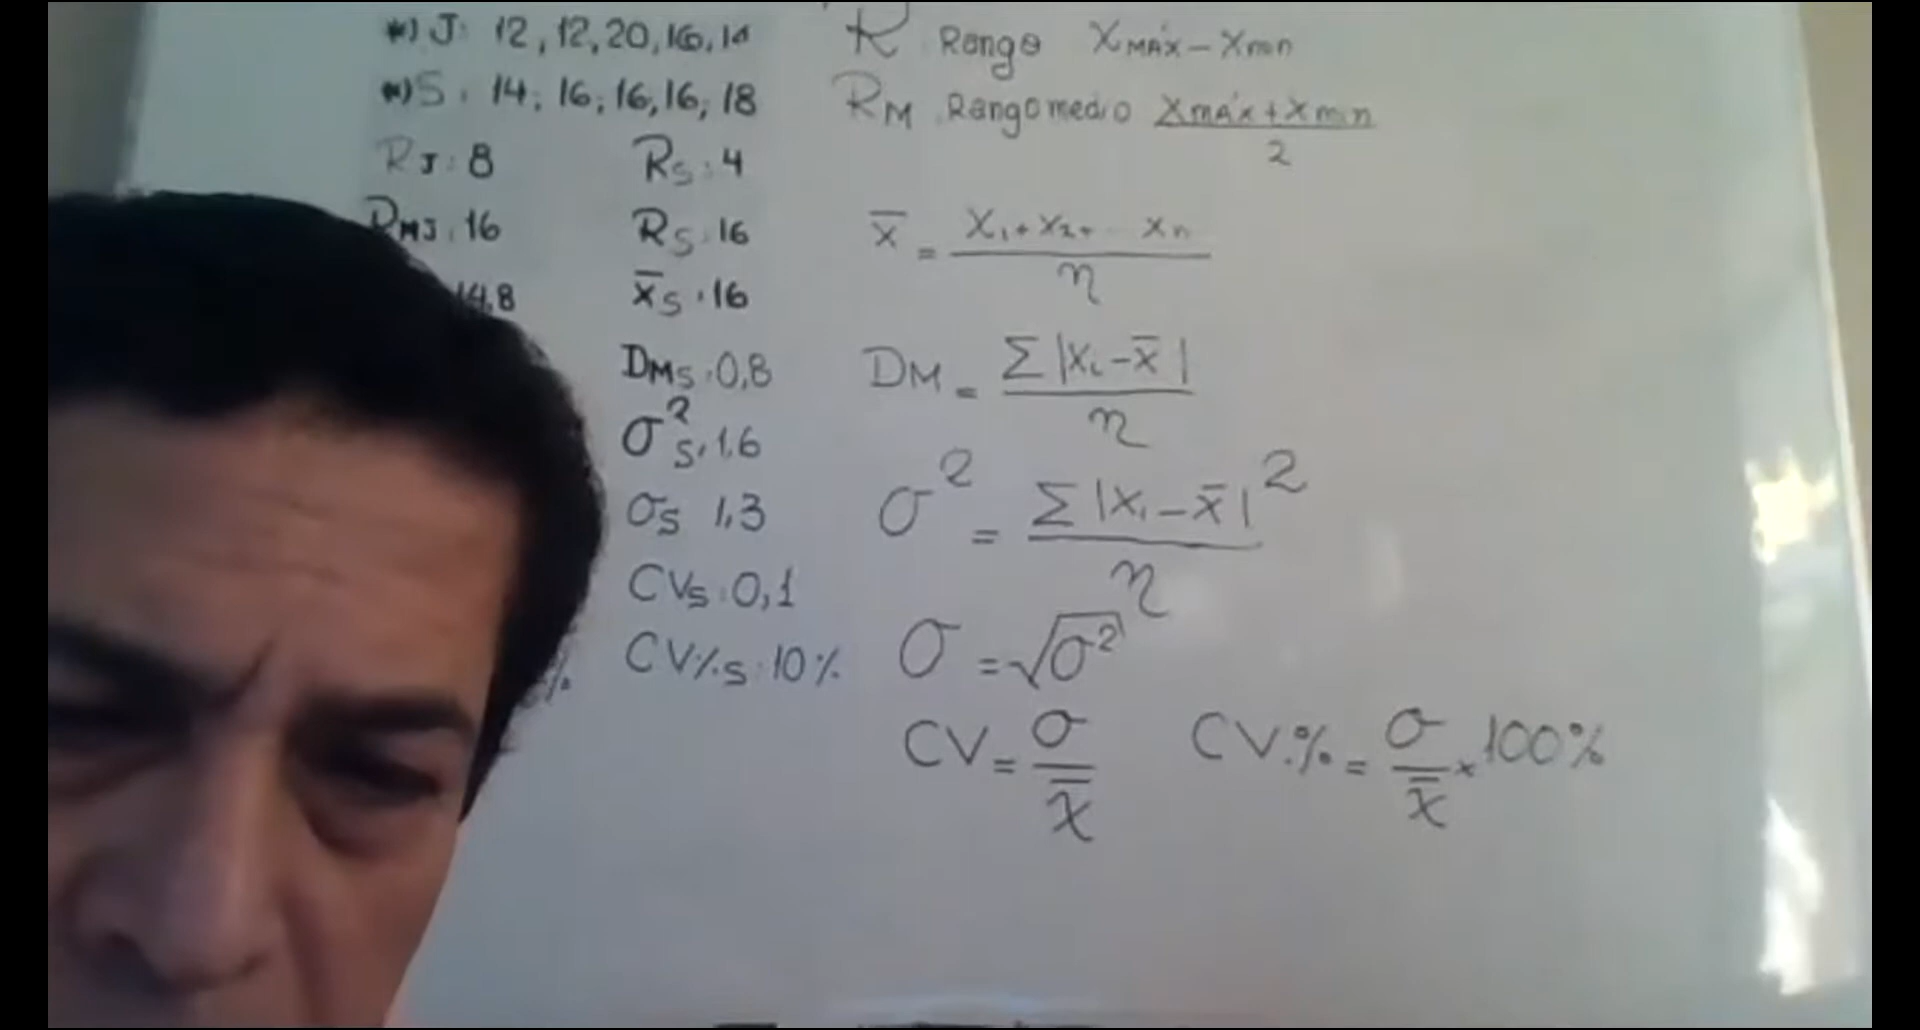 *) J: 12, 12, 20, 16, 14
*) S: 14, 16, 16, 16, 18
RJ: 8 RS: 4
RMJ: 16 RS: 16
14,8 x̄S: 16
DMS: 0,8
σ²S: 1,6
σS 1,3
CVS: 0,1
% CV%S: 10%
R Rango Xmáx - Xmin
RM Rango medio Xmáx + Xmin / 2
x̄ = X1 + X2 + - Xn / n
DM = Σ |Xi - x̄| / n
σ² = Σ |Xi - x̄|² / n
σ = √σ²
CV = σ / x̄ CV.% = σ / x̄ × 100%